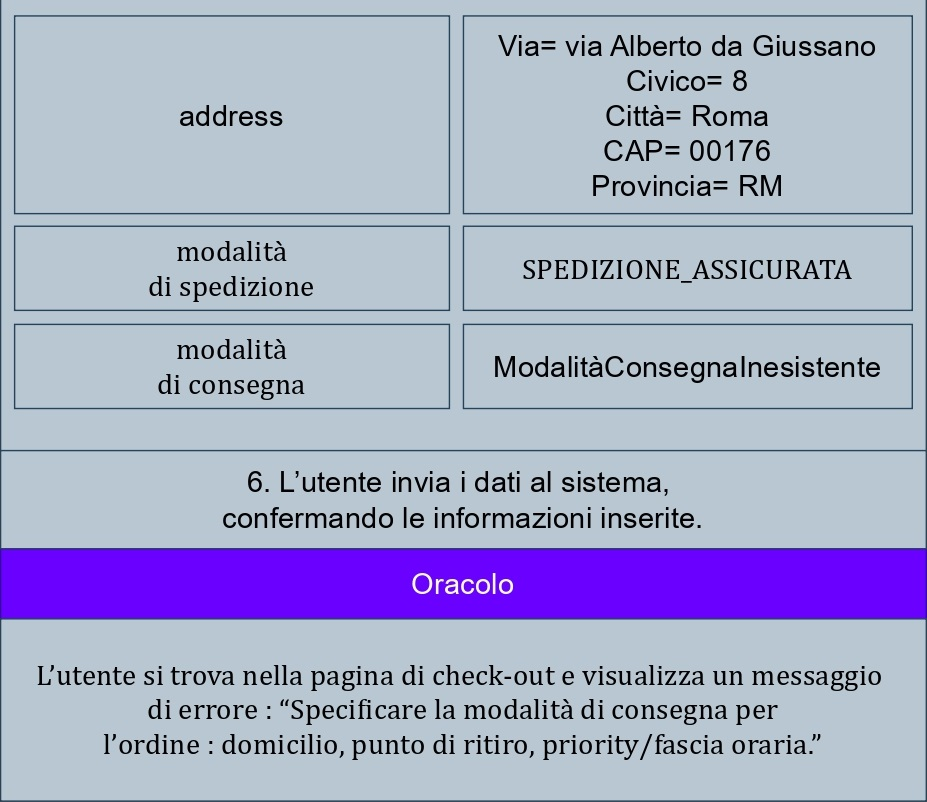 address
Via= via Alberto da Giussano
Civico= 8
Città= Roma
CAP= 00176
Provincia= RM
modalità
di spedizione
SPEDIZIONE_ASSICURATA
modalità
di consegna
ModalitàConsegnaInesistente
6. L’utente invia i dati al sistema,
confermando le informazioni inserite.
Oracolo
L’utente si trova nella pagina di check-out e visualizza un messaggio
di errore : “Specificare la modalità di consegna per
l’ordine : domicilio, punto di ritiro, priority/fascia oraria.”